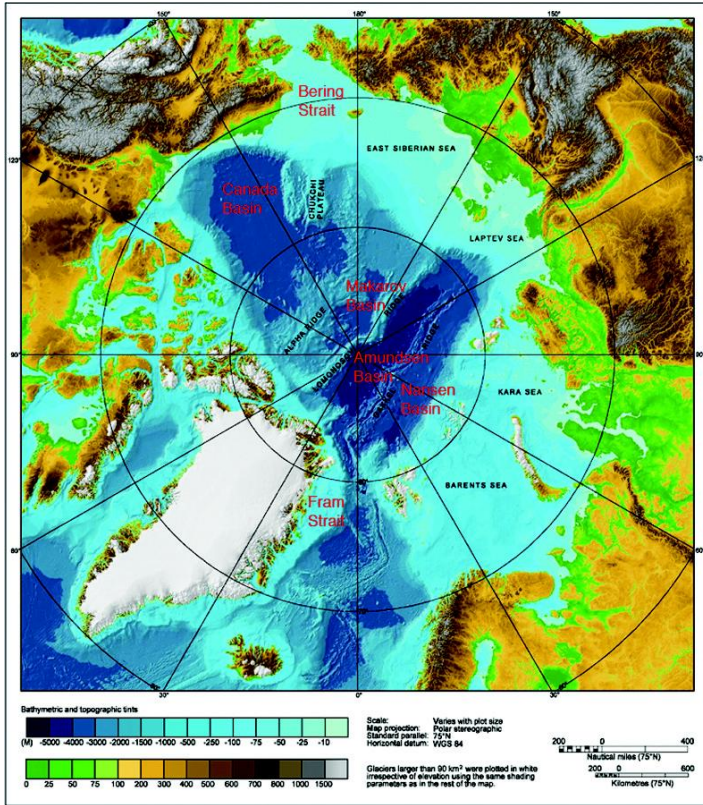 150°
180°
150°
Bering
Strait
EAST SIBERIAN SEA
120°
Canada
Basin
CHUKCHI
PLATEAU
LAPTEV SEA
Makarov
Basin
RIDGE
ALPHA RIDGE
RIDGE
90°
LOMONOSOV
Amundsen
Basin
Nansen
Basin
KARA SEA
BARENTS SEA
Fram
Strait
60°
30°
0°
30°
Bathymetric and topographic tints
(M) -5000 -4000 -3000 -2000 -1500 -1000 -500 -250 -100 -75 -50 -25 -10
0 25 50 75 100 200 300 400 500 600 700 800 1000 1500
Scale: Varies with plot size
Map projection: Polar stereographic
Standard parallel: 75°N
Horizontal datum: WGS 84
Glaciers larger than 90 km² were plotted in white
irrespective of elevation using the same shading
parameters as in the rest of the map.
200 0 200 400
Nautical miles (75°N)
200 0 200 600
Kilometres (75°N)